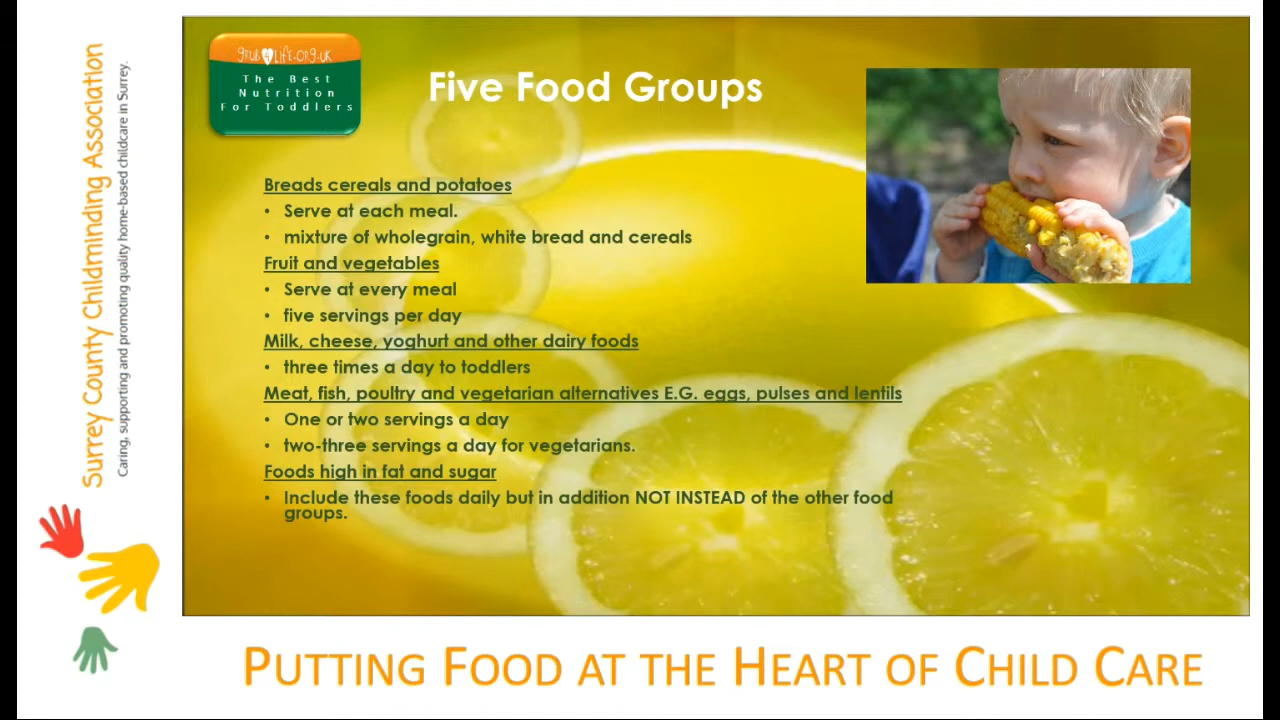 Surrey County Childminding Association
Caring, supporting and promoting quality home-based childcare in Surrey.
grub4life.org.uk
The Best
Nutrition
For Toddlers
Five Food Groups
Breads cereals and potatoes
• Serve at each meal.
• mixture of wholegrain, white bread and cereals
Fruit and vegetables
• Serve at every meal
• five servings per day
Milk, cheese, yoghurt and other dairy foods
• three times a day to toddlers
Meat, fish, poultry and vegetarian alternatives E.G. eggs, pulses and lentils
• One or two servings a day
• two-three servings a day for vegetarians.
Foods high in fat and sugar
• Include these foods daily but in addition NOT INSTEAD of the other food
groups.
PUTTING FOOD AT THE HEART OF CHILD CARE